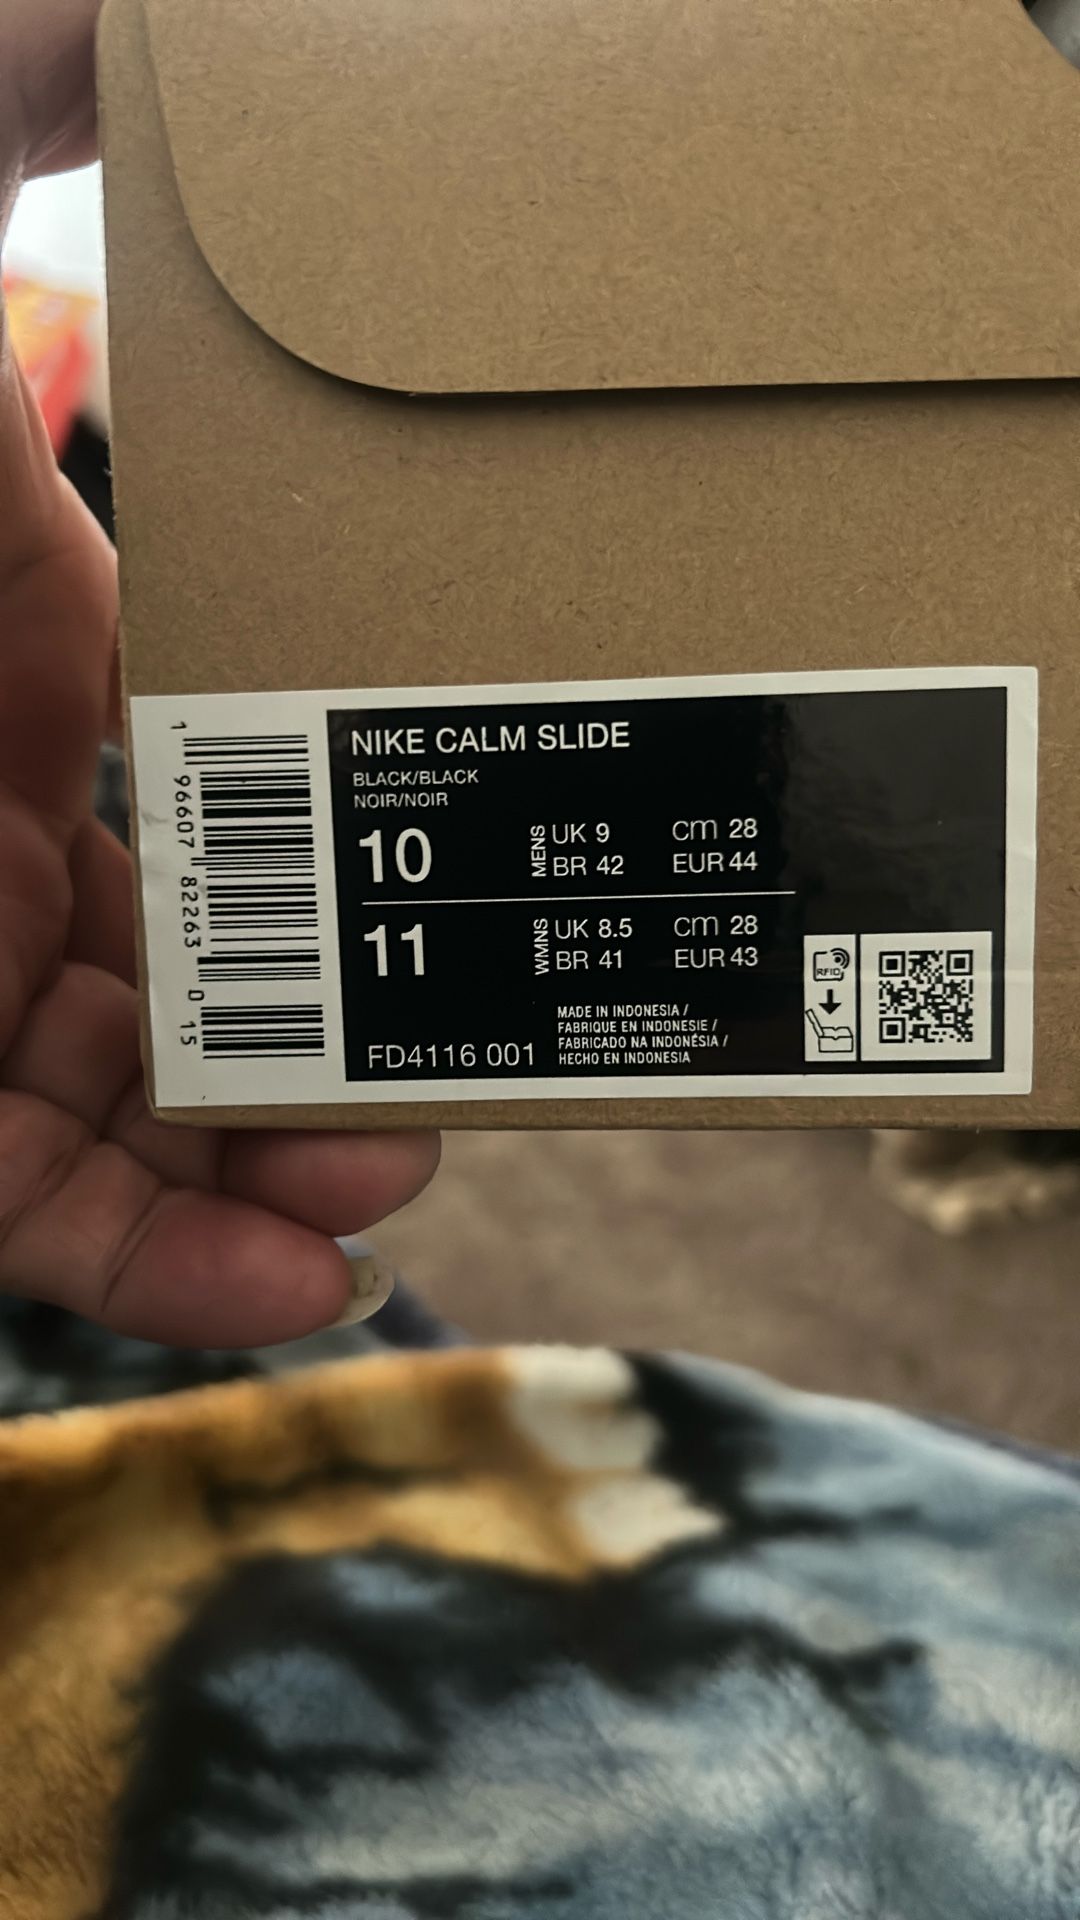 NIKE CALM SLIDE
BLACK/BLACK
NOIR/NOIR
10 MENS UK 9 cm 28
BR 42 EUR 44
11 WMNS UK 8.5 cm 28
BR 41 EUR 43
MADE IN INDONESIA /
FABRIQUE EN INDONESIE /
FABRICADO NA INDONÉSIA /
HECHO EN INDONESIA
FD4116 001
RFID
1 96607 82263 0 15